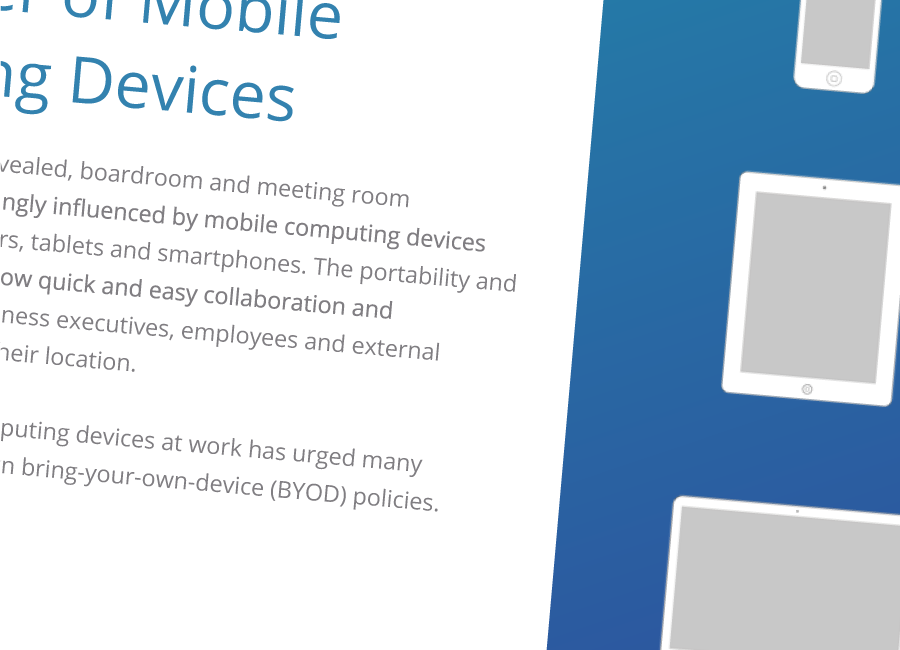 er of Mobile
ng Devices
vealed, boardroom and meeting room
ngly influenced by mobile computing devices
rs, tablets and smartphones. The portability and
ow quick and easy collaboration and
ness executives, employees and external
heir location.
puting devices at work has urged many
n bring-your-own-device (BYOD) policies.